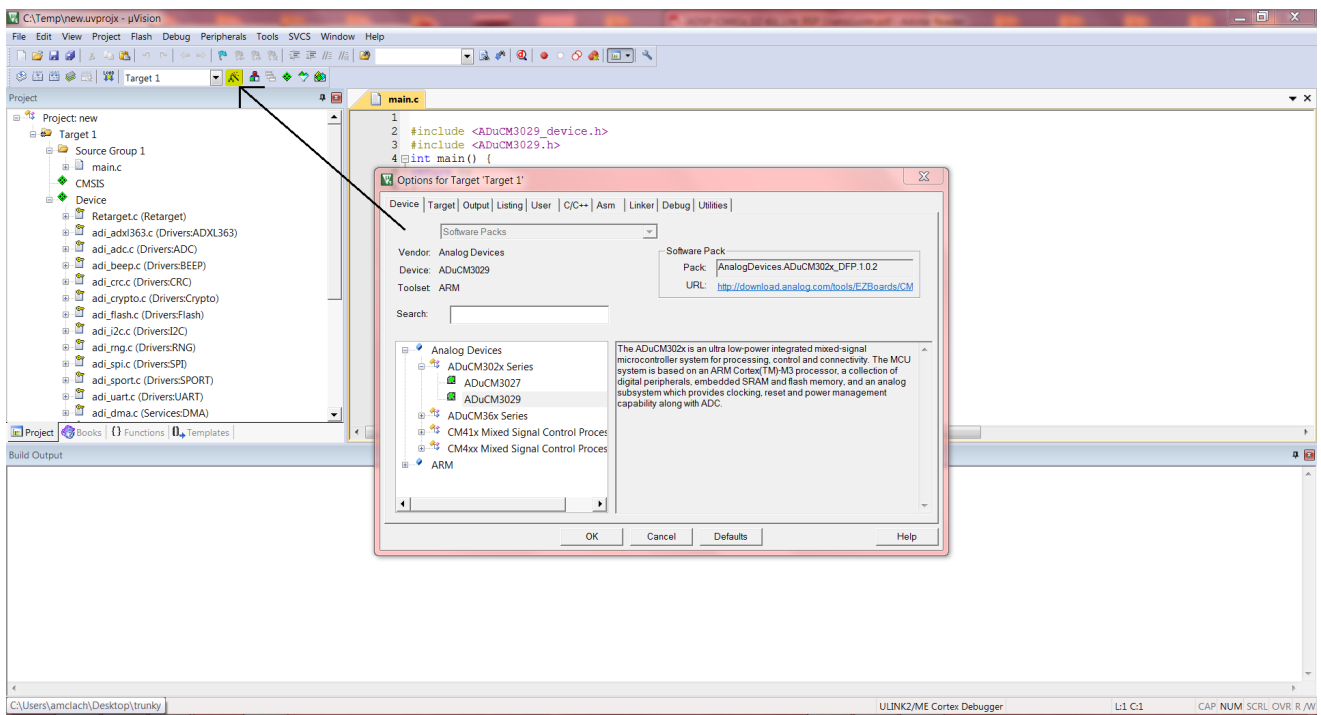 C:\Temp\new.uvprojx - µVision
File Edit View Project Flash Debug Peripherals Tools SVCS Window Help
Target 1
Project
main.c
Project: new
Target 1
Source Group 1
main.c
CMSIS
Device
Retarget.c (Retarget)
adi_adxl363.c (Drivers:ADXL363)
adi_adc.c (Drivers:ADC)
adi_beep.c (Drivers:BEEP)
adi_crc.c (Drivers:CRC)
adi_crypto.c (Drivers:Crypto)
adi_flash.c (Drivers:Flash)
adi_i2c.c (Drivers:I2C)
adi_rng.c (Drivers:RNG)
adi_spi.c (Drivers:SPI)
adi_sport.c (Drivers:SPORT)
adi_uart.c (Drivers:UART)
adi_dma.c (Services:DMA)
Project Books {} Functions Templates
1
2 #include <ADuCM3029_device.h>
3 #include <ADuCM3029.h>
4 int main() {
Options for Target 'Target 1'
Device Target Output Listing User C/C++ Asm Linker Debug Utilities
Software Packs
Vendor: Analog Devices
Device: ADuCM3029
Toolset: ARM
Search:
Software Pack
Pack: AnalogDevices.ADuCM302x_DFP.1.0.2
URL: http://download.analog.com/tools/EZBoards/CM
Analog Devices
ADuCM302x Series
ADuCM3027
ADuCM3029
ADuCM36x Series
CM41x Mixed Signal Control Proces
CM4xx Mixed Signal Control Proces
ARM
The ADuCM302x is an ultra low-power integrated mixed-signal
microcontroller system for processing, control and connectivity. The MCU
system is based on an ARM Cortex(TM)-M3 processor, a collection of
digital peripherals, embedded SRAM and flash memory, and an analog
subsystem which provides clocking, reset and power management
capability along with ADC.
OK Cancel Defaults Help
Build Output
C:\Users\amclach\Desktop\trunky
ULINK2/ME Cortex Debugger
L:1 C:1
CAP NUM SCRL OVR R/W